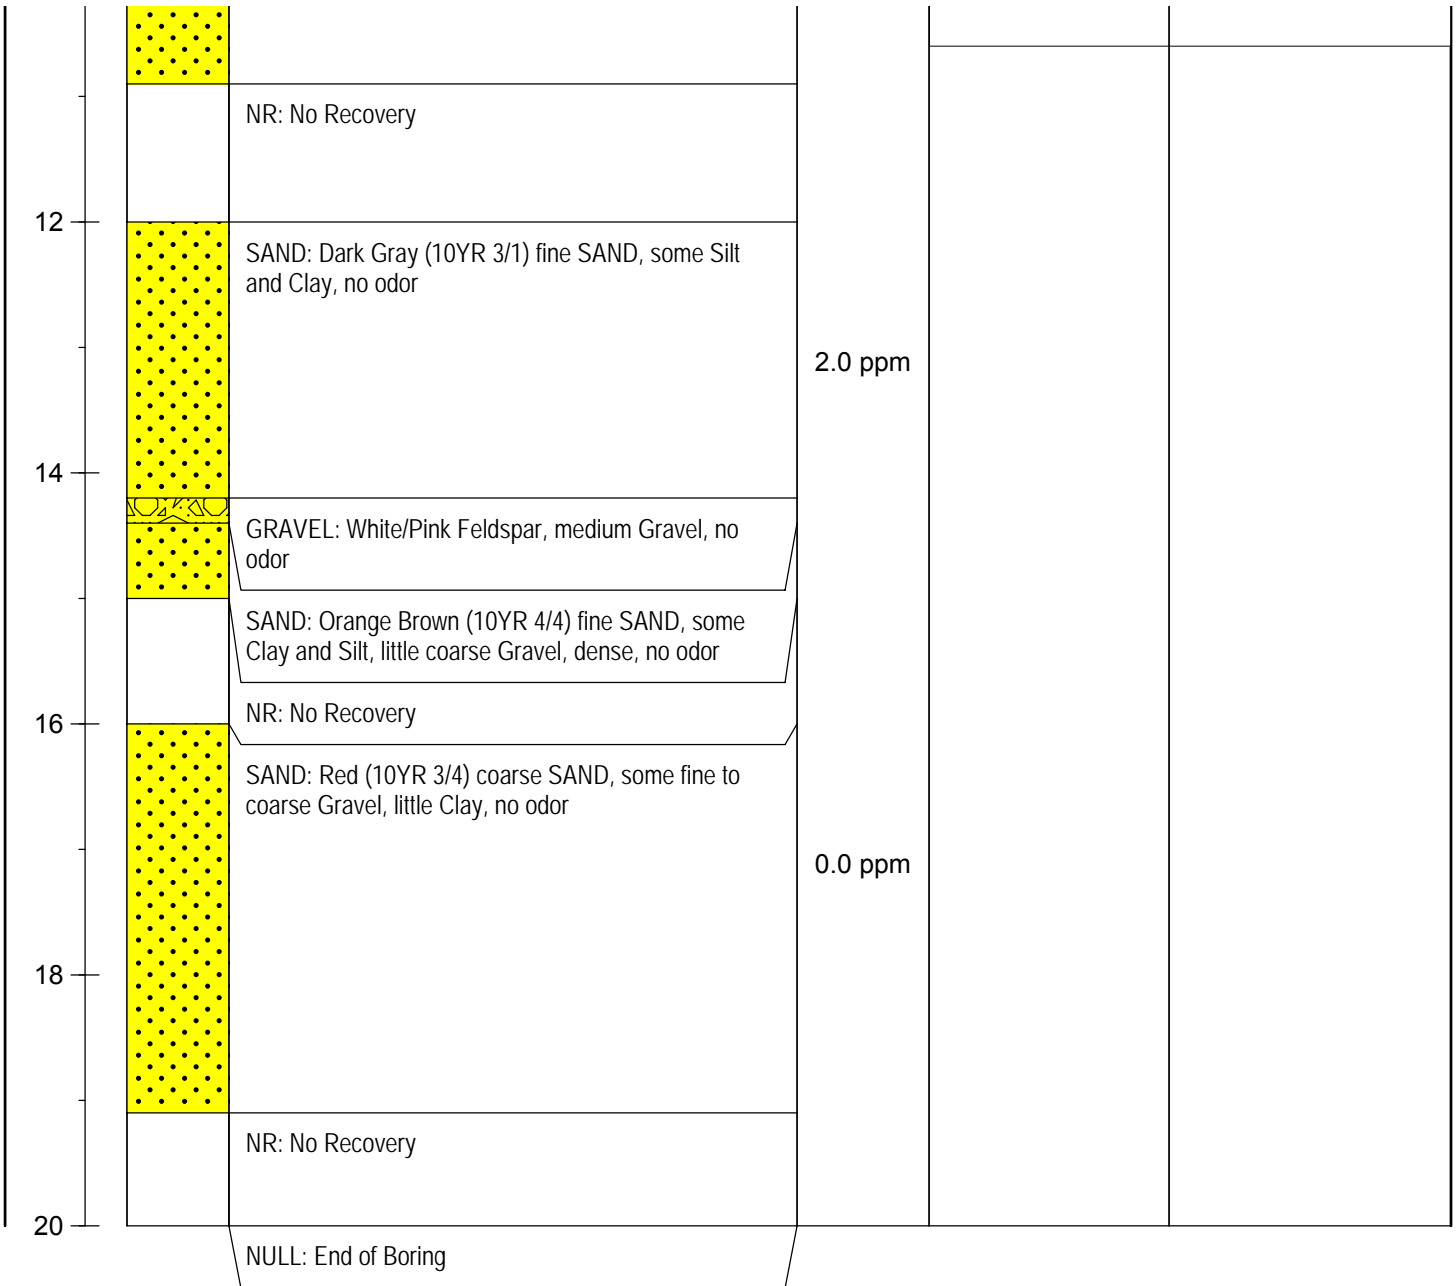 NR: No Recovery
12
SAND: Dark Gray (10YR 3/1) fine SAND, some Silt
and Clay, no odor
2.0 ppm
14
GRAVEL: White/Pink Feldspar, medium Gravel, no
odor
SAND: Orange Brown (10YR 4/4) fine SAND, some
Clay and Silt, little coarse Gravel, dense, no odor
NR: No Recovery
16
SAND: Red (10YR 3/4) coarse SAND, some fine to
coarse Gravel, little Clay, no odor
0.0 ppm
18
NR: No Recovery
20
NULL: End of Boring